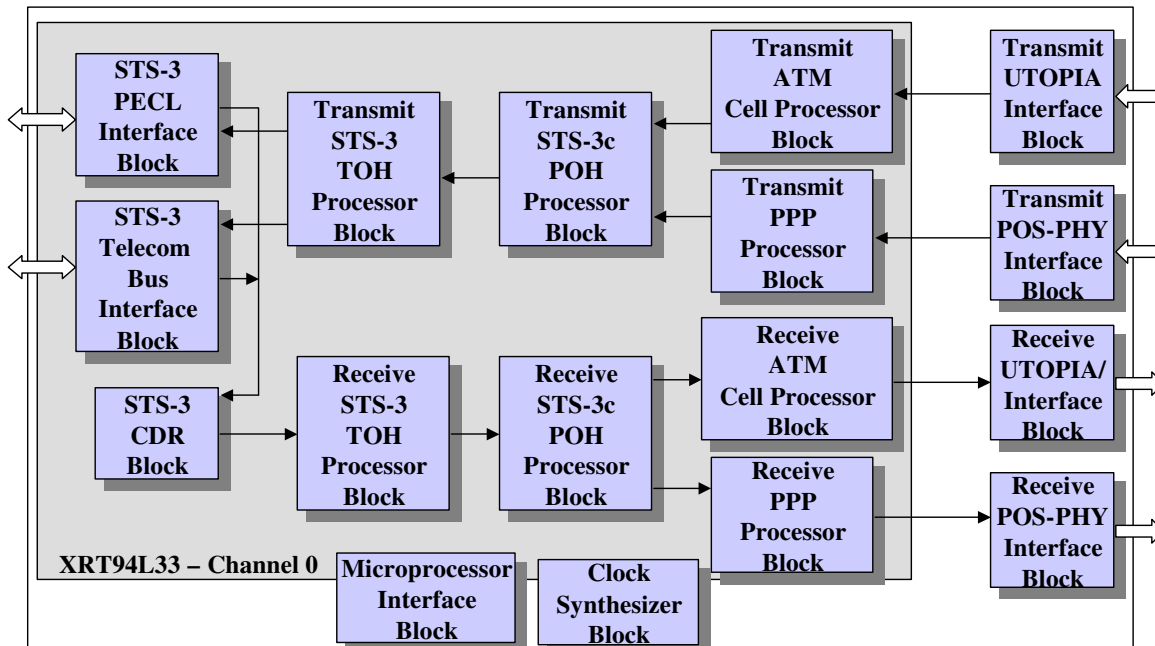 STS-3
PECL
Interface
Block
Transmit
STS-3
TOH
Processor
Block
Transmit
STS-3c
POH
Processor
Block
Transmit
ATM
Cell Processor
Block
Transmit
UTOPIA
Interface
Block
STS-3
Telecom
Bus
Interface
Block
Transmit
PPP
Processor
Block
Transmit
POS-PHY
Interface
Block
STS-3
CDR
Block
Receive
STS-3
TOH
Processor
Block
Receive
STS-3c
POH
Processor
Block
Receive
ATM
Cell Processor
Block
Receive
UTOPIA/
Interface
Block
Receive
PPP
Processor
Block
Receive
POS-PHY
Interface
Block
XRT94L33 – Channel 0
Microprocessor
Interface
Block
Clock
Synthesizer
Block